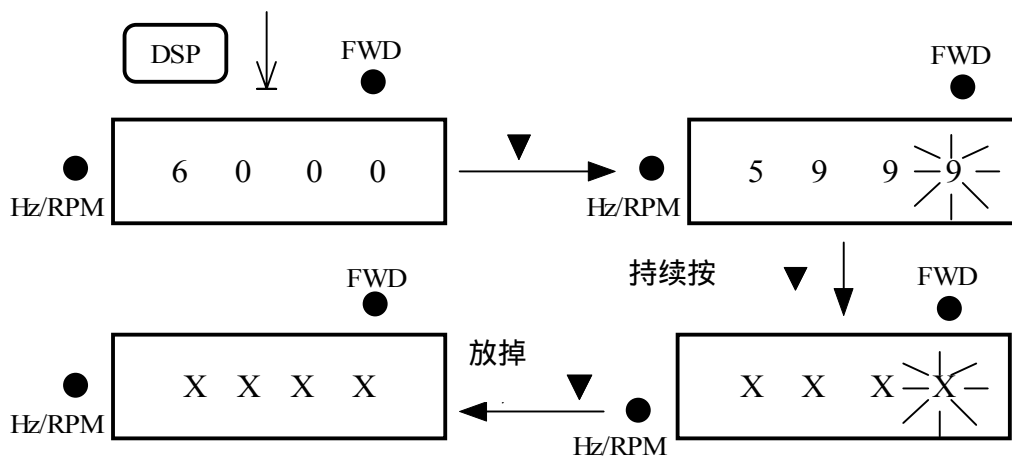 DSP
FWD
FWD
6 0 0 0
5 9 9 9
Hz/RPM
Hz/RPM
持续按
FWD
FWD
放掉
X X X X
X X X X
Hz/RPM
Hz/RPM